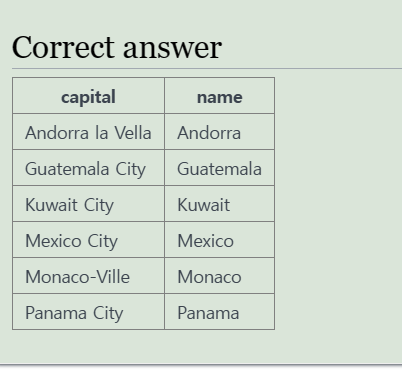 Correct answer
capital name
Andorra la Vella Andorra
Guatemala City Guatemala
Kuwait City Kuwait
Mexico City Mexico
Monaco-Ville Monaco
Panama City Panama